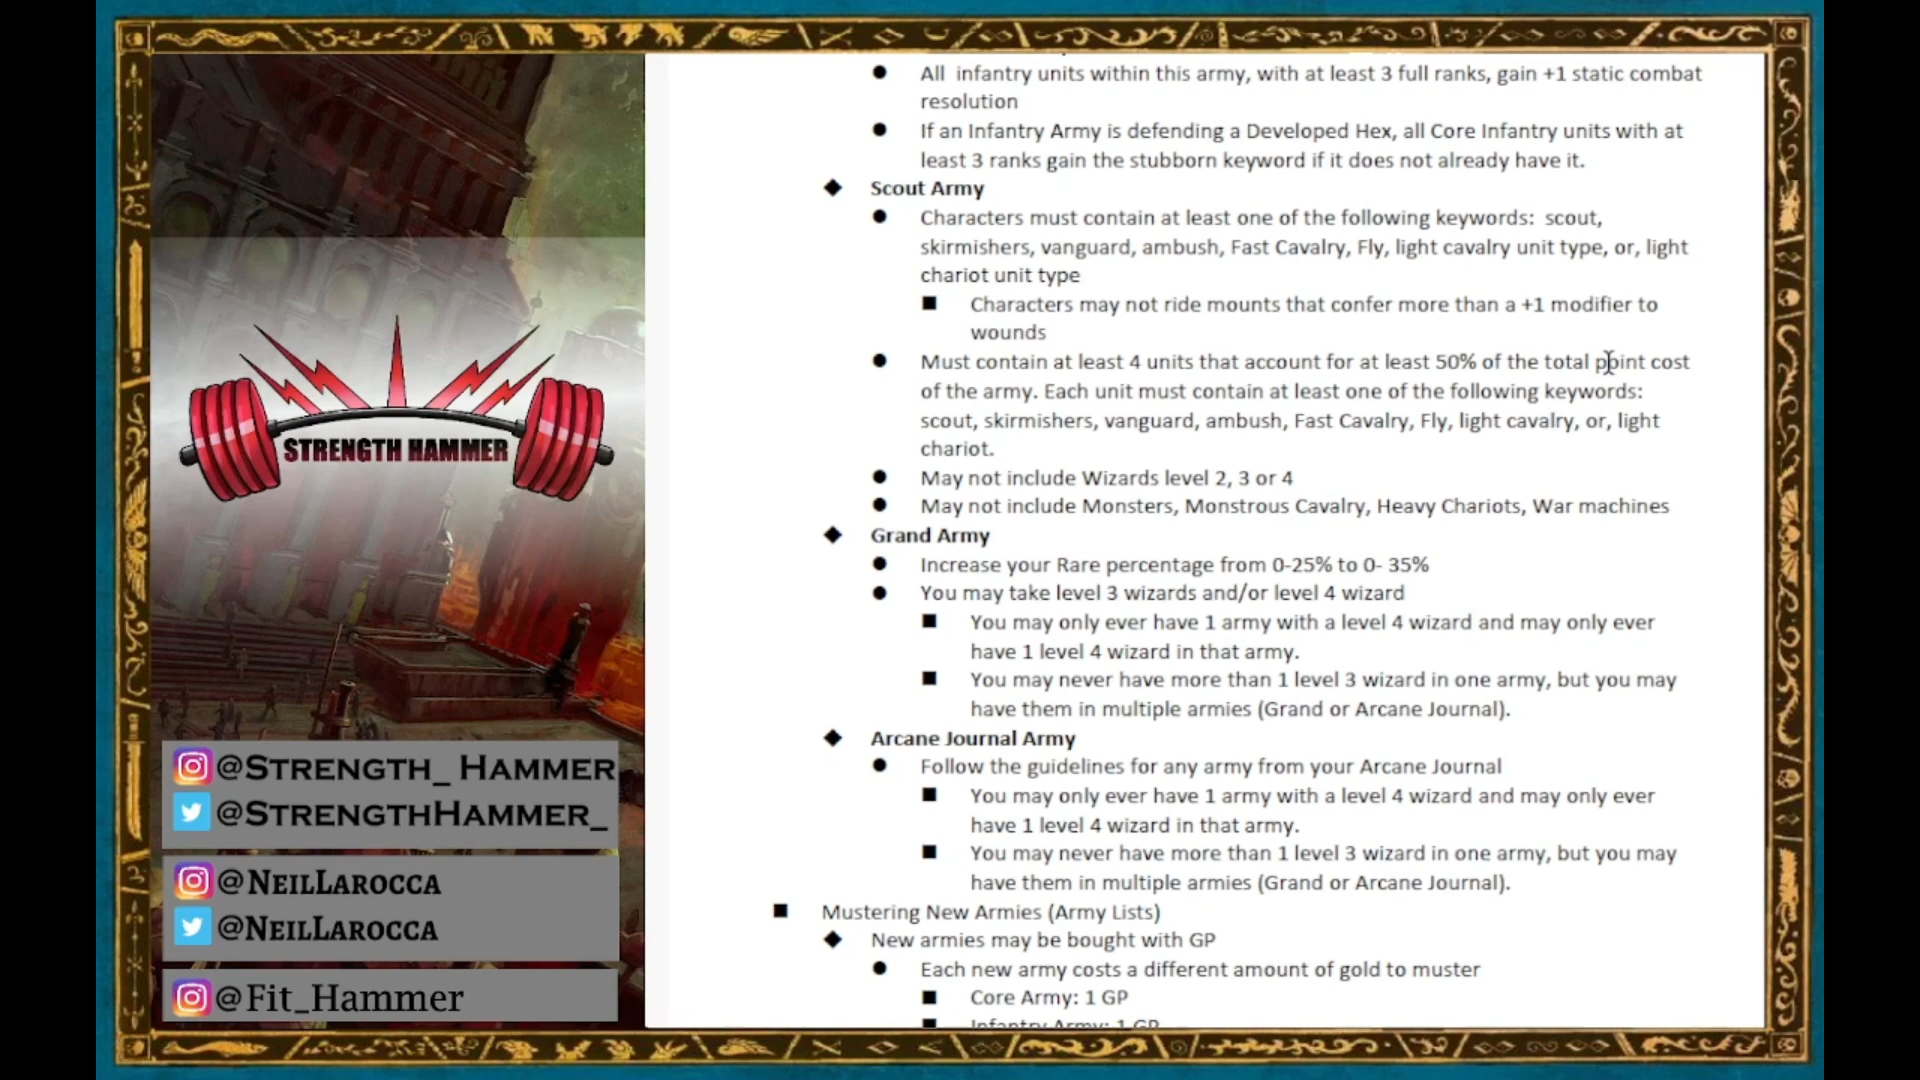 STRENGTH HAMMER
@STRENGTH_HAMMER
@STRENGTHHAMMER_
@NEILLAROCCA
@NEILLAROCCA
@Fit_Hammer
● All  infantry units within this army, with at least 3 full ranks, gain +1 static combat
resolution
● If an Infantry Army is defending a Developed Hex, all Core Infantry units with at
least 3 ranks gain the stubborn keyword if it does not already have it.
◆ Scout Army
● Characters must contain at least one of the following keywords:  scout,
skirmishers, vanguard, ambush, Fast Cavalry, Fly, light cavalry unit type, or, light
chariot unit type
■ Characters may not ride mounts that confer more than a +1 modifier to
wounds
● Must contain at least 4 units that account for at least 50% of the total point cost
of the army. Each unit must contain at least one of the following keywords:
scout, skirmishers, vanguard, ambush, Fast Cavalry, Fly, light cavalry, or, light
chariot.
● May not include Wizards level 2, 3 or 4
● May not include Monsters, Monstrous Cavalry, Heavy Chariots, War machines
◆ Grand Army
● Increase your Rare percentage from 0-25% to 0- 35%
● You may take level 3 wizards and/or level 4 wizard
■ You may only ever have 1 army with a level 4 wizard and may only ever
have 1 level 4 wizard in that army.
■ You may never have more than 1 level 3 wizard in one army, but you may
have them in multiple armies (Grand or Arcane Journal).
◆ Arcane Journal Army
● Follow the guidelines for any army from your Arcane Journal
■ You may only ever have 1 army with a level 4 wizard and may only ever
have 1 level 4 wizard in that army.
■ You may never have more than 1 level 3 wizard in one army, but you may
have them in multiple armies (Grand or Arcane Journal).
■ Mustering New Armies (Army Lists)
◆ New armies may be bought with GP
● Each new army costs a different amount of gold to muster
■ Core Army: 1 GP
■ Infantry Army: 1 GP